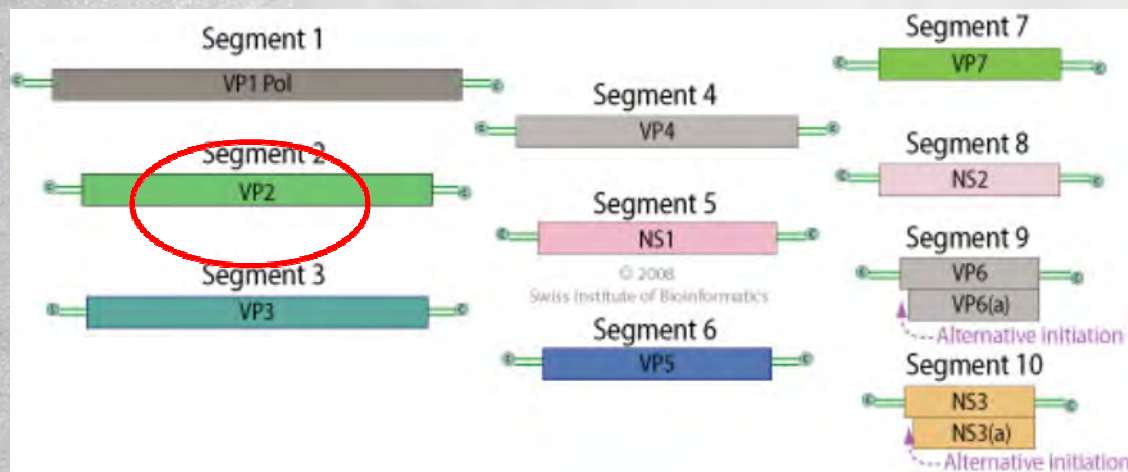 Segment 1
VP1 Pol
Segment 2
VP2
Segment 3
VP3
Segment 4
VP4
Segment 5
NS1
© 2008
Swiss Institute of Bioinformatics
Segment 6
VP5
Segment 7
VP7
Segment 8
NS2
Segment 9
VP6
VP6(a)
Alternative initiation
Segment 10
NS3
NS3(a)
Alternative initiation